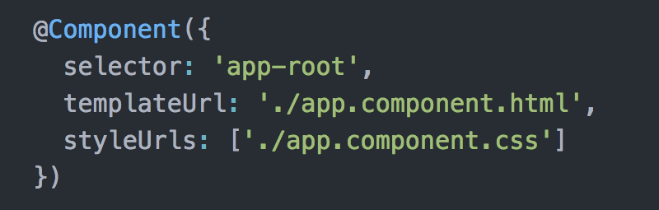 @Component({
  selector: 'app-root',
  templateUrl: './app.component.html',
  styleUrls: ['./app.component.css']
})